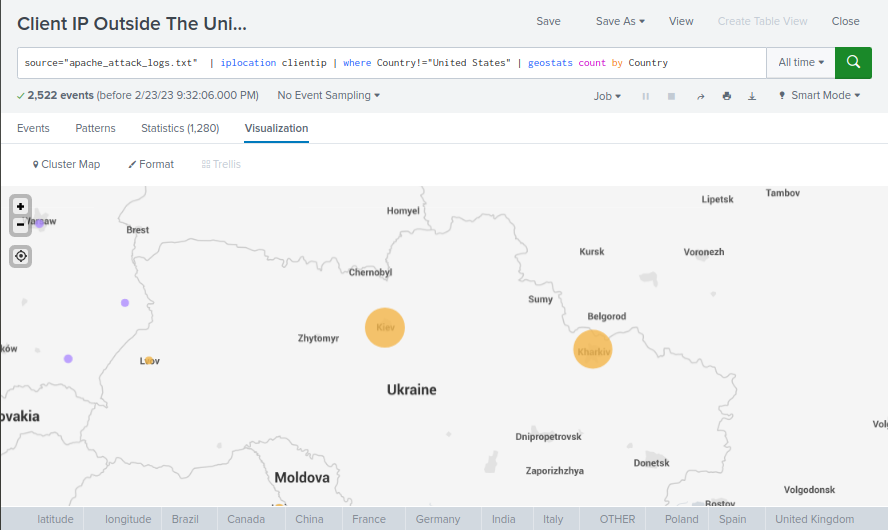 Client IP Outside The Uni...
Save Save As View Create Table View Close
source="apache_attack_logs.txt" | iplocation clientip | where Country!="United States" | geostats count by Country
All time
2,522 events (before 2/23/23 9:32:06.000 PM) No Event Sampling Job Smart Mode
Events Patterns Statistics (1,280) Visualization
Cluster Map Format Trellis
Tambov
Lipetsk
Homyel
Warsaw
Brest
Kursk Voronezh
Chernobyl
Sumy
Belgorod
Kiev
Zhytomyr
ków
Kharkiv
Lvov
Ukraine
ovakia
Dnipropetrovsk
Donetsk
Zaporizhzhya
Moldova
Volgodonsk
Rostov
latitude longitude Brazil Canada China France Germany India Italy OTHER Poland Spain United Kingdom